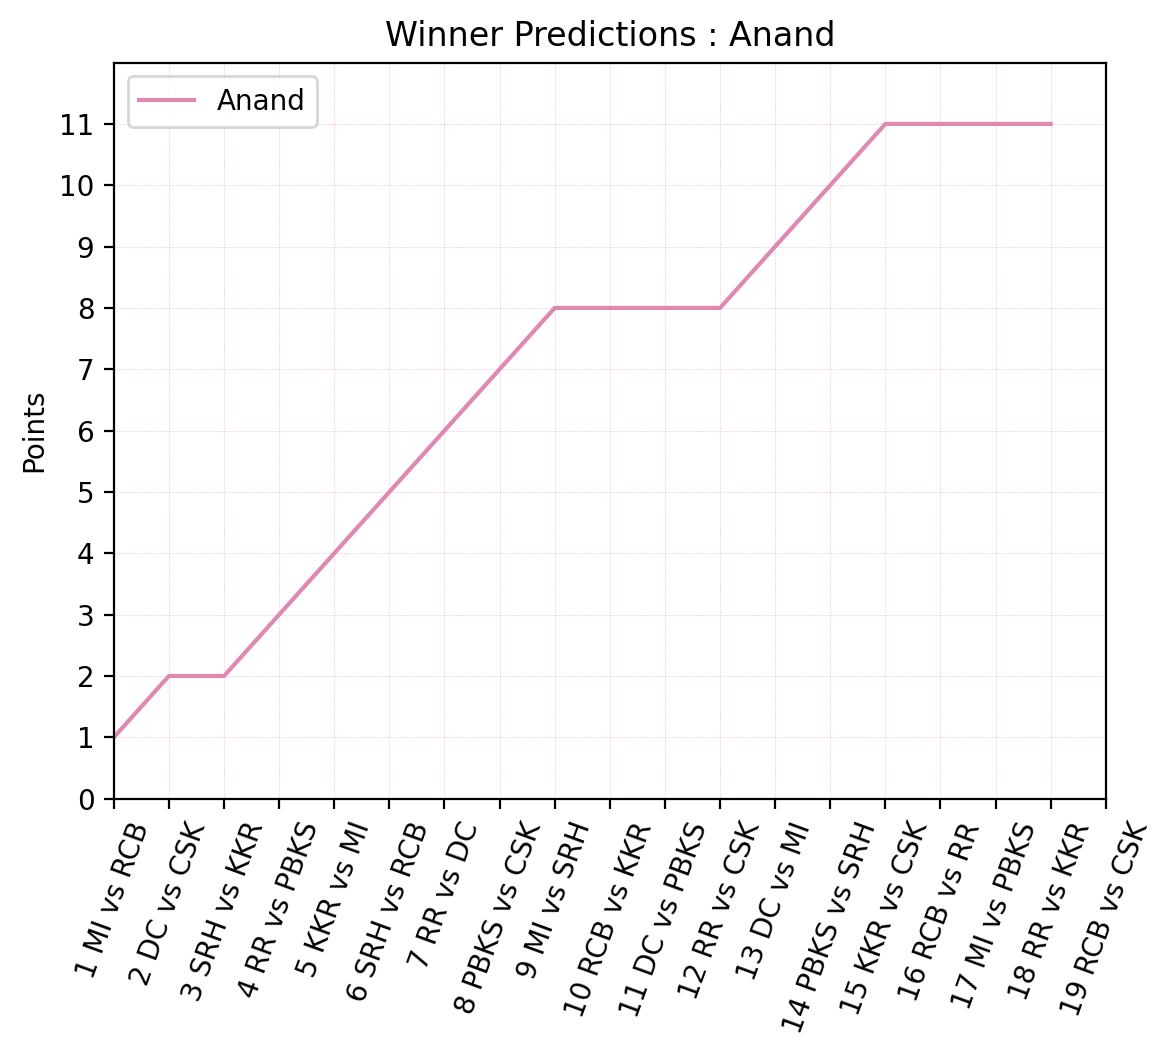 Winner Predictions : Anand
Anand
Points
11
10
9
8
7
6
5
4
3
2
1
0
1 MI vs RCB
2 DC vs CSK
3 SRH vs KKR
4 RR vs PBKS
5 KKR vs MI
6 SRH vs RCB
7 RR vs DC
8 PBKS vs CSK
9 MI vs SRH
10 RCB vs KKR
11 DC vs PBKS
12 RR vs CSK
13 DC vs MI
14 PBKS vs SRH
15 KKR vs CSK
16 RCB vs RR
17 MI vs PBKS
18 RR vs KKR
19 RCB vs CSK